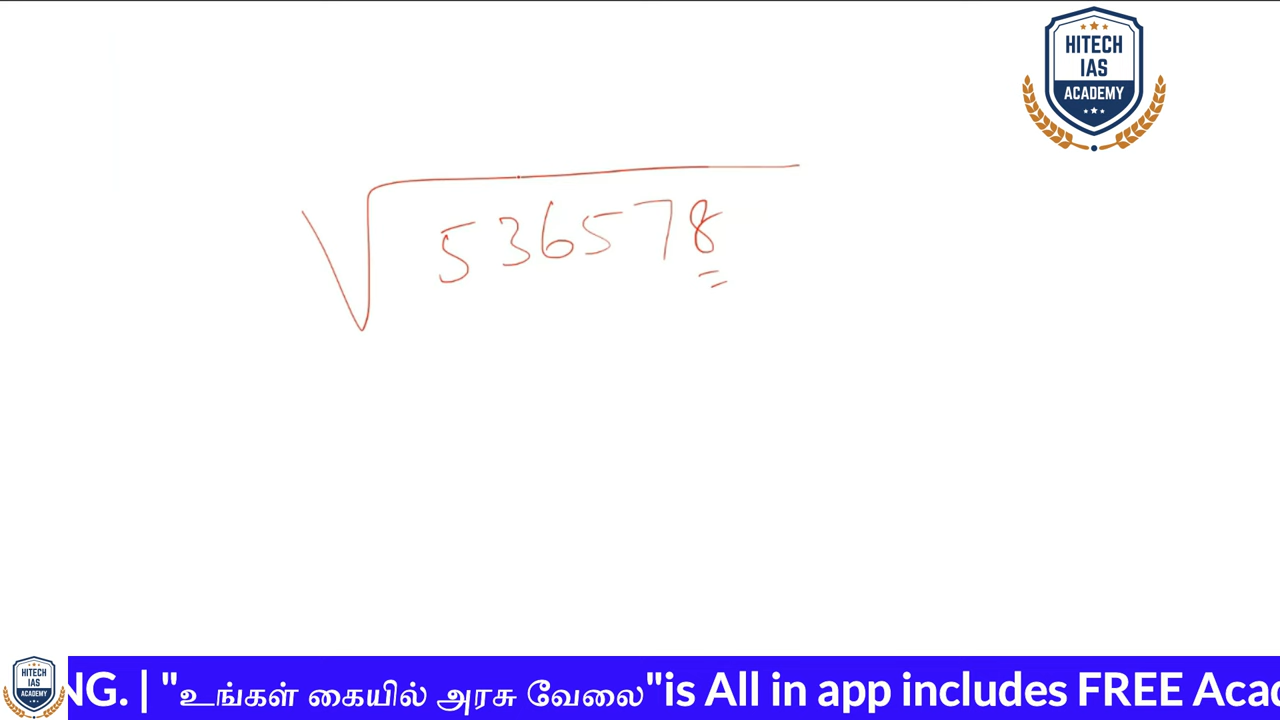 HITECH
IAS
ACADEMY
√536578
HITECH
IAS
ACADEMY
NG. | "உங்கள் கையில் அரசு வேலை"is All in app includes FREE Acad